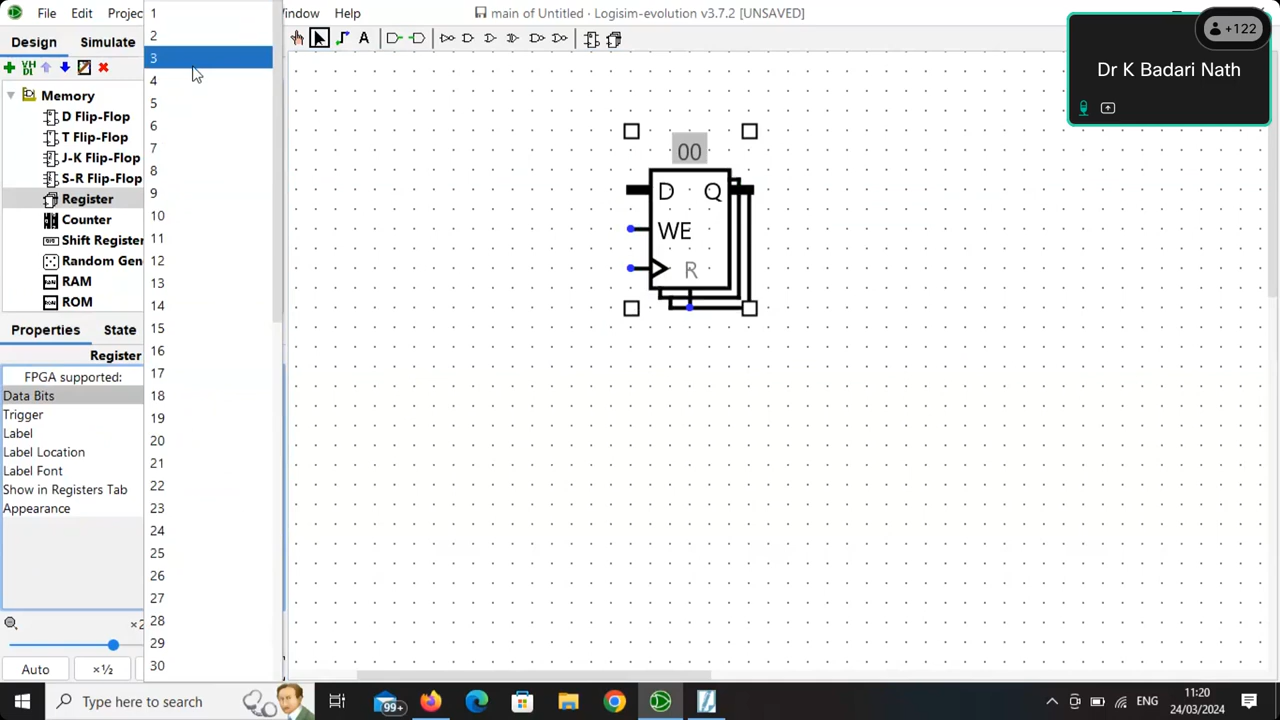 File Edit Projec Window Help main of Untitled · Logisim-evolution v3.7.2 [UNSAVED]
Design Simulate
Memory
D Flip-Flop
T Flip-Flop
J-K Flip-Flop
S-R Flip-Flop
Register
Counter
Shift Register
Random Gen
RAM
ROM
Properties State
Register
FPGA supported:
Data Bits
Trigger
Label
Label Location
Label Font
Show in Registers Tab
Appearance
×2
Auto ×½
1
2
3
4
5
6
7
8
9
10
11
12
13
14
15
16
17
18
19
20
21
22
23
24
25
26
27
28
29
30
00
D Q
WE
R
+122
Dr K Badari Nath
Type here to search
99+
ENG
11:20
24/03/2024